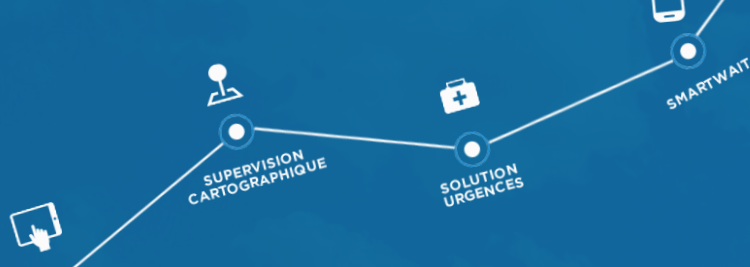 SUPERVISION
CARTOGRAPHIQUE
SOLUTION
URGENCES
SMARTWAIT